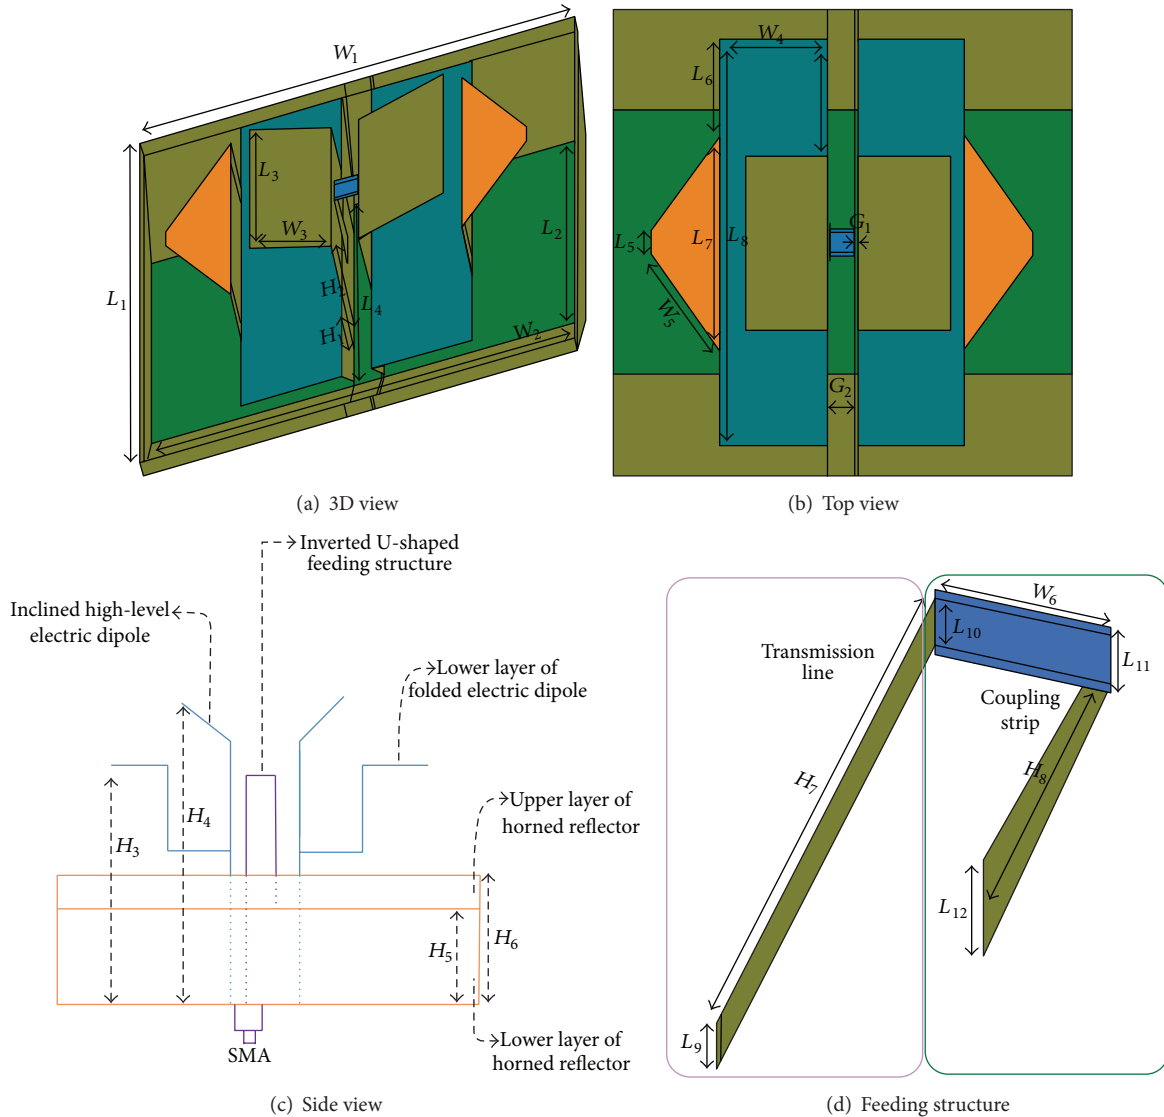 W1
L3
W3
L2
L1
H2
L4
H1
W2
(a) 3D view
W4
L6
G1
L5
L7
L8
W5
G2
(b) Top view
Inverted U-shaped
feeding structure
Inclined high-level
electric dipole
Lower layer of
folded electric dipole
H4
H3
Upper layer of
horned reflector
H5
H6
Lower layer of
horned reflector
SMA
(c) Side view
W6
L10
L11
Transmission
line
Coupling
strip
H7
H8
L12
L9
(d) Feeding structure